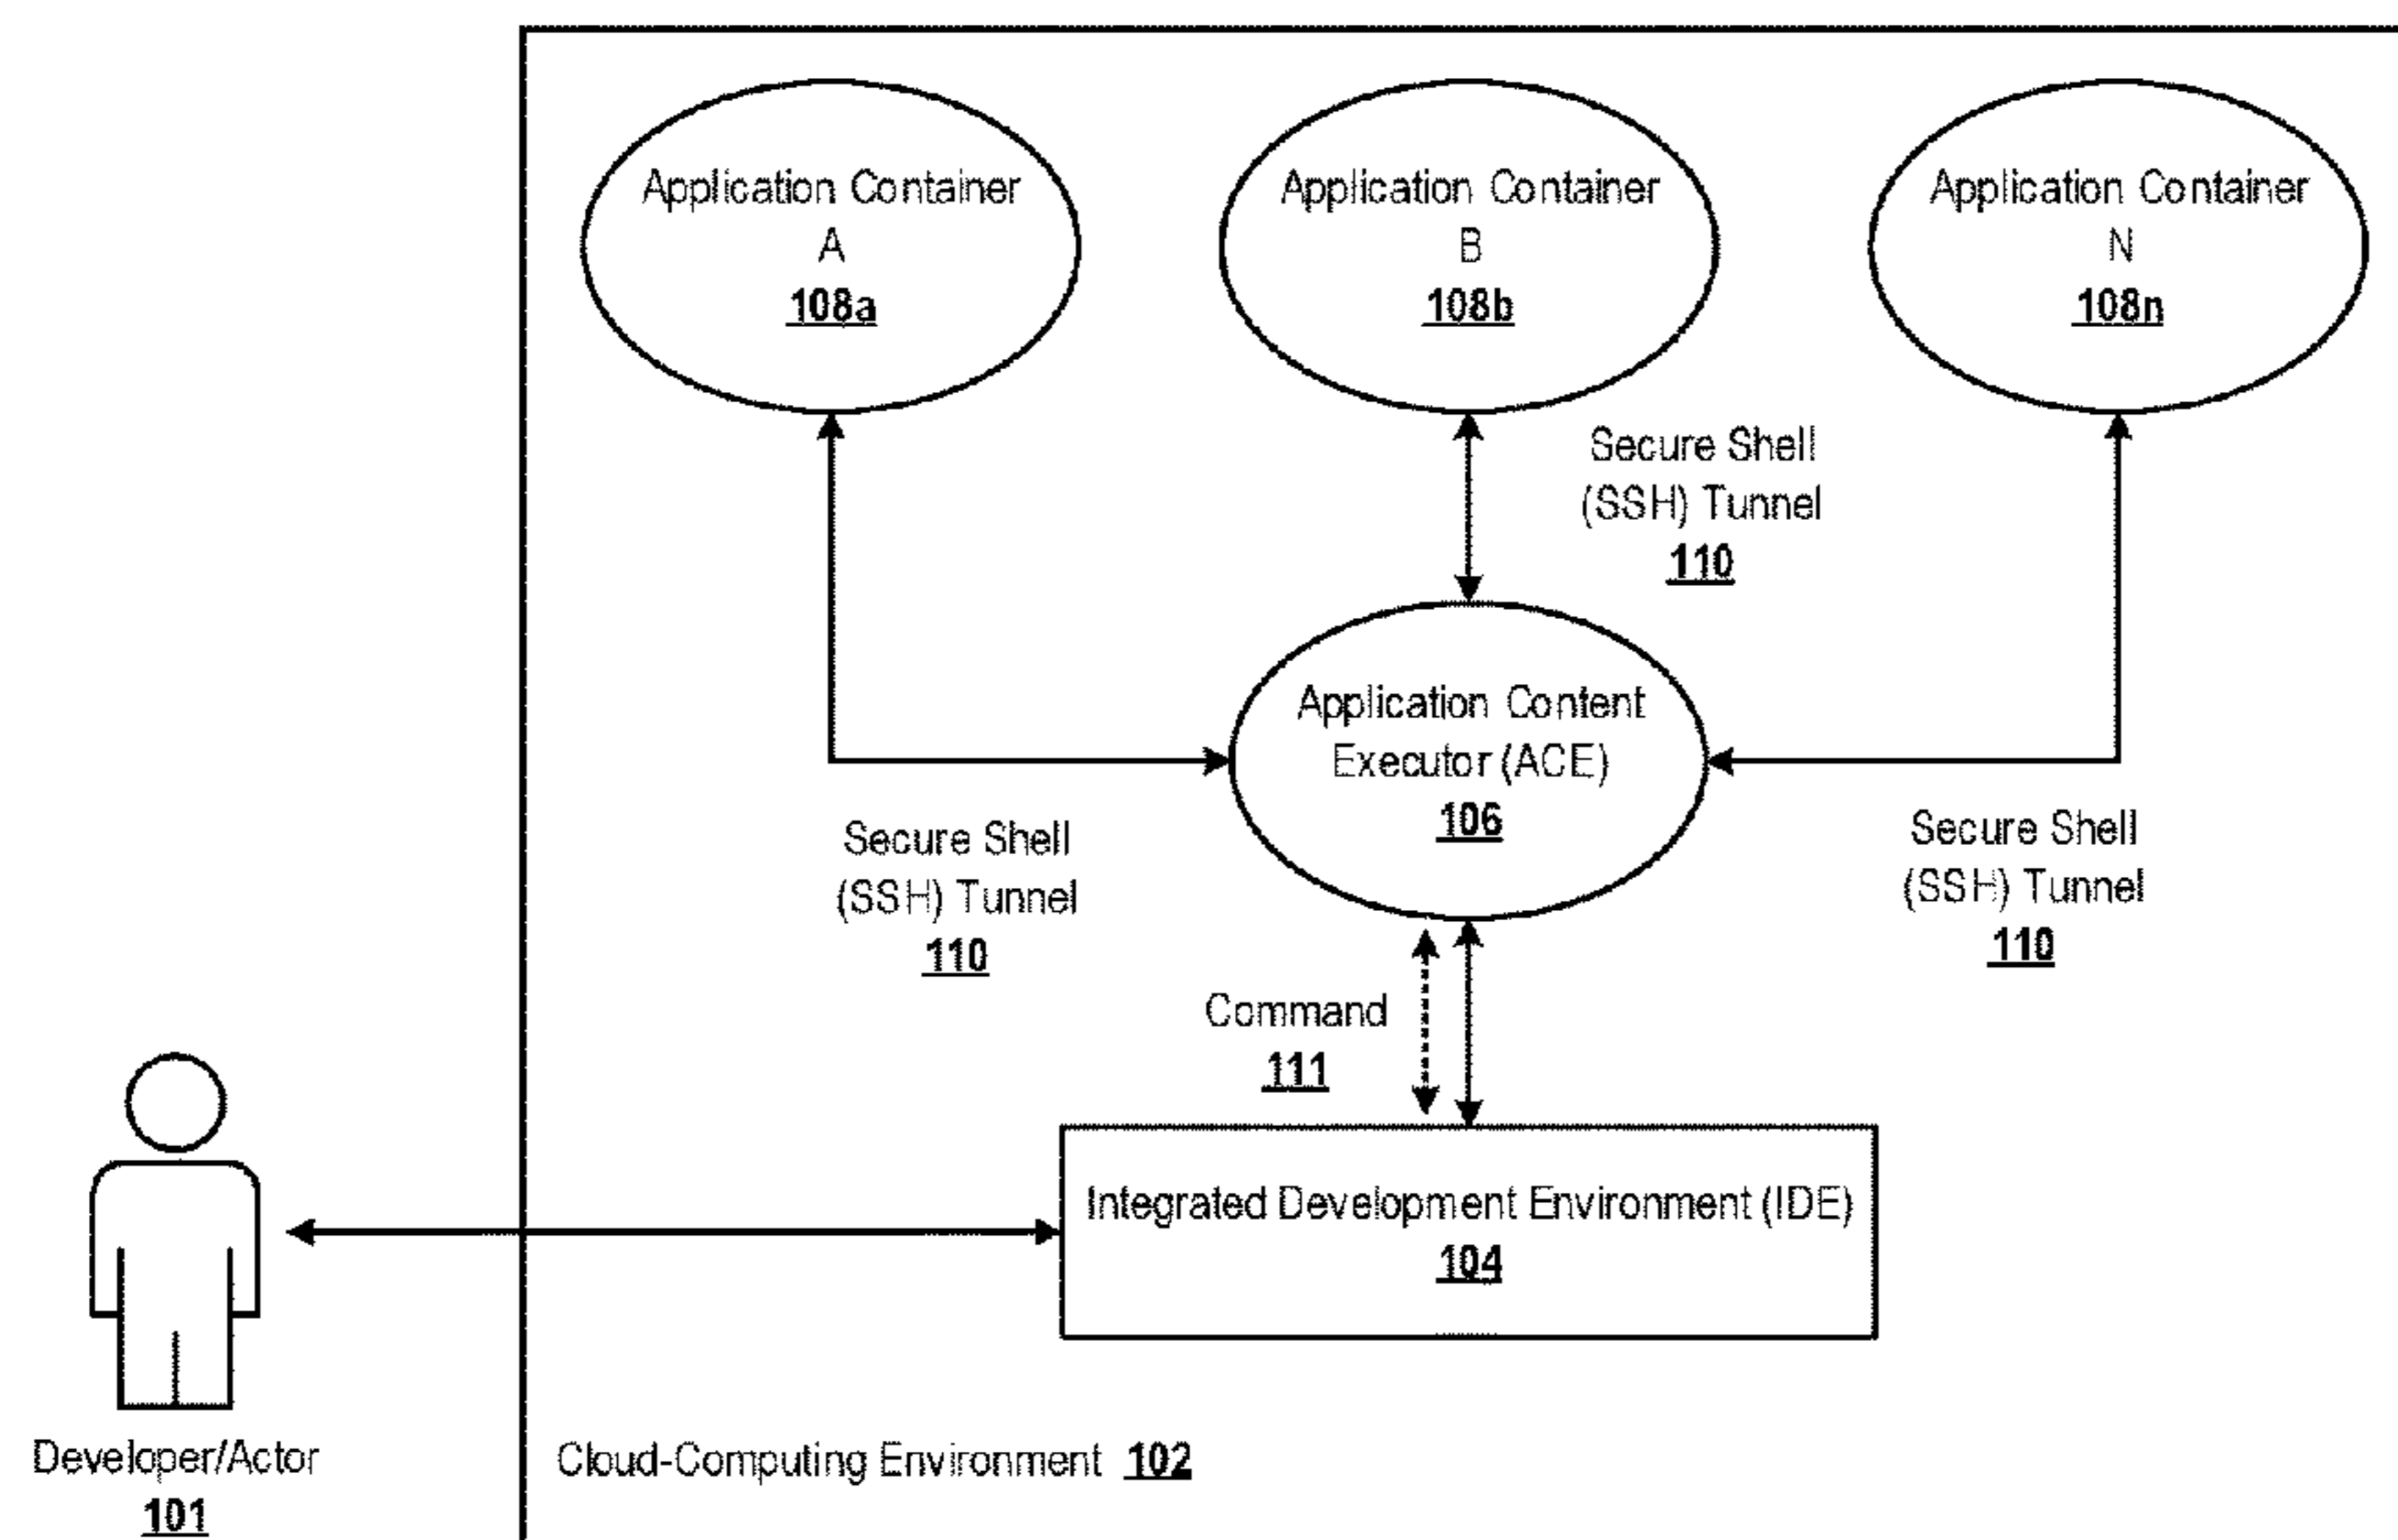 Application Container
A
108a
Application Container
B
108b
Application Container
N
108n
Secure Shell
(SSH) Tunnel
110
Application Content
Executor (ACE)
106
Secure Shell
(SSH) Tunnel
110
Secure Shell
(SSH) Tunnel
110
Command
111
Integrated Development Environment (IDE)
104
Developer/Actor
101
Cloud-Computing Environment 102